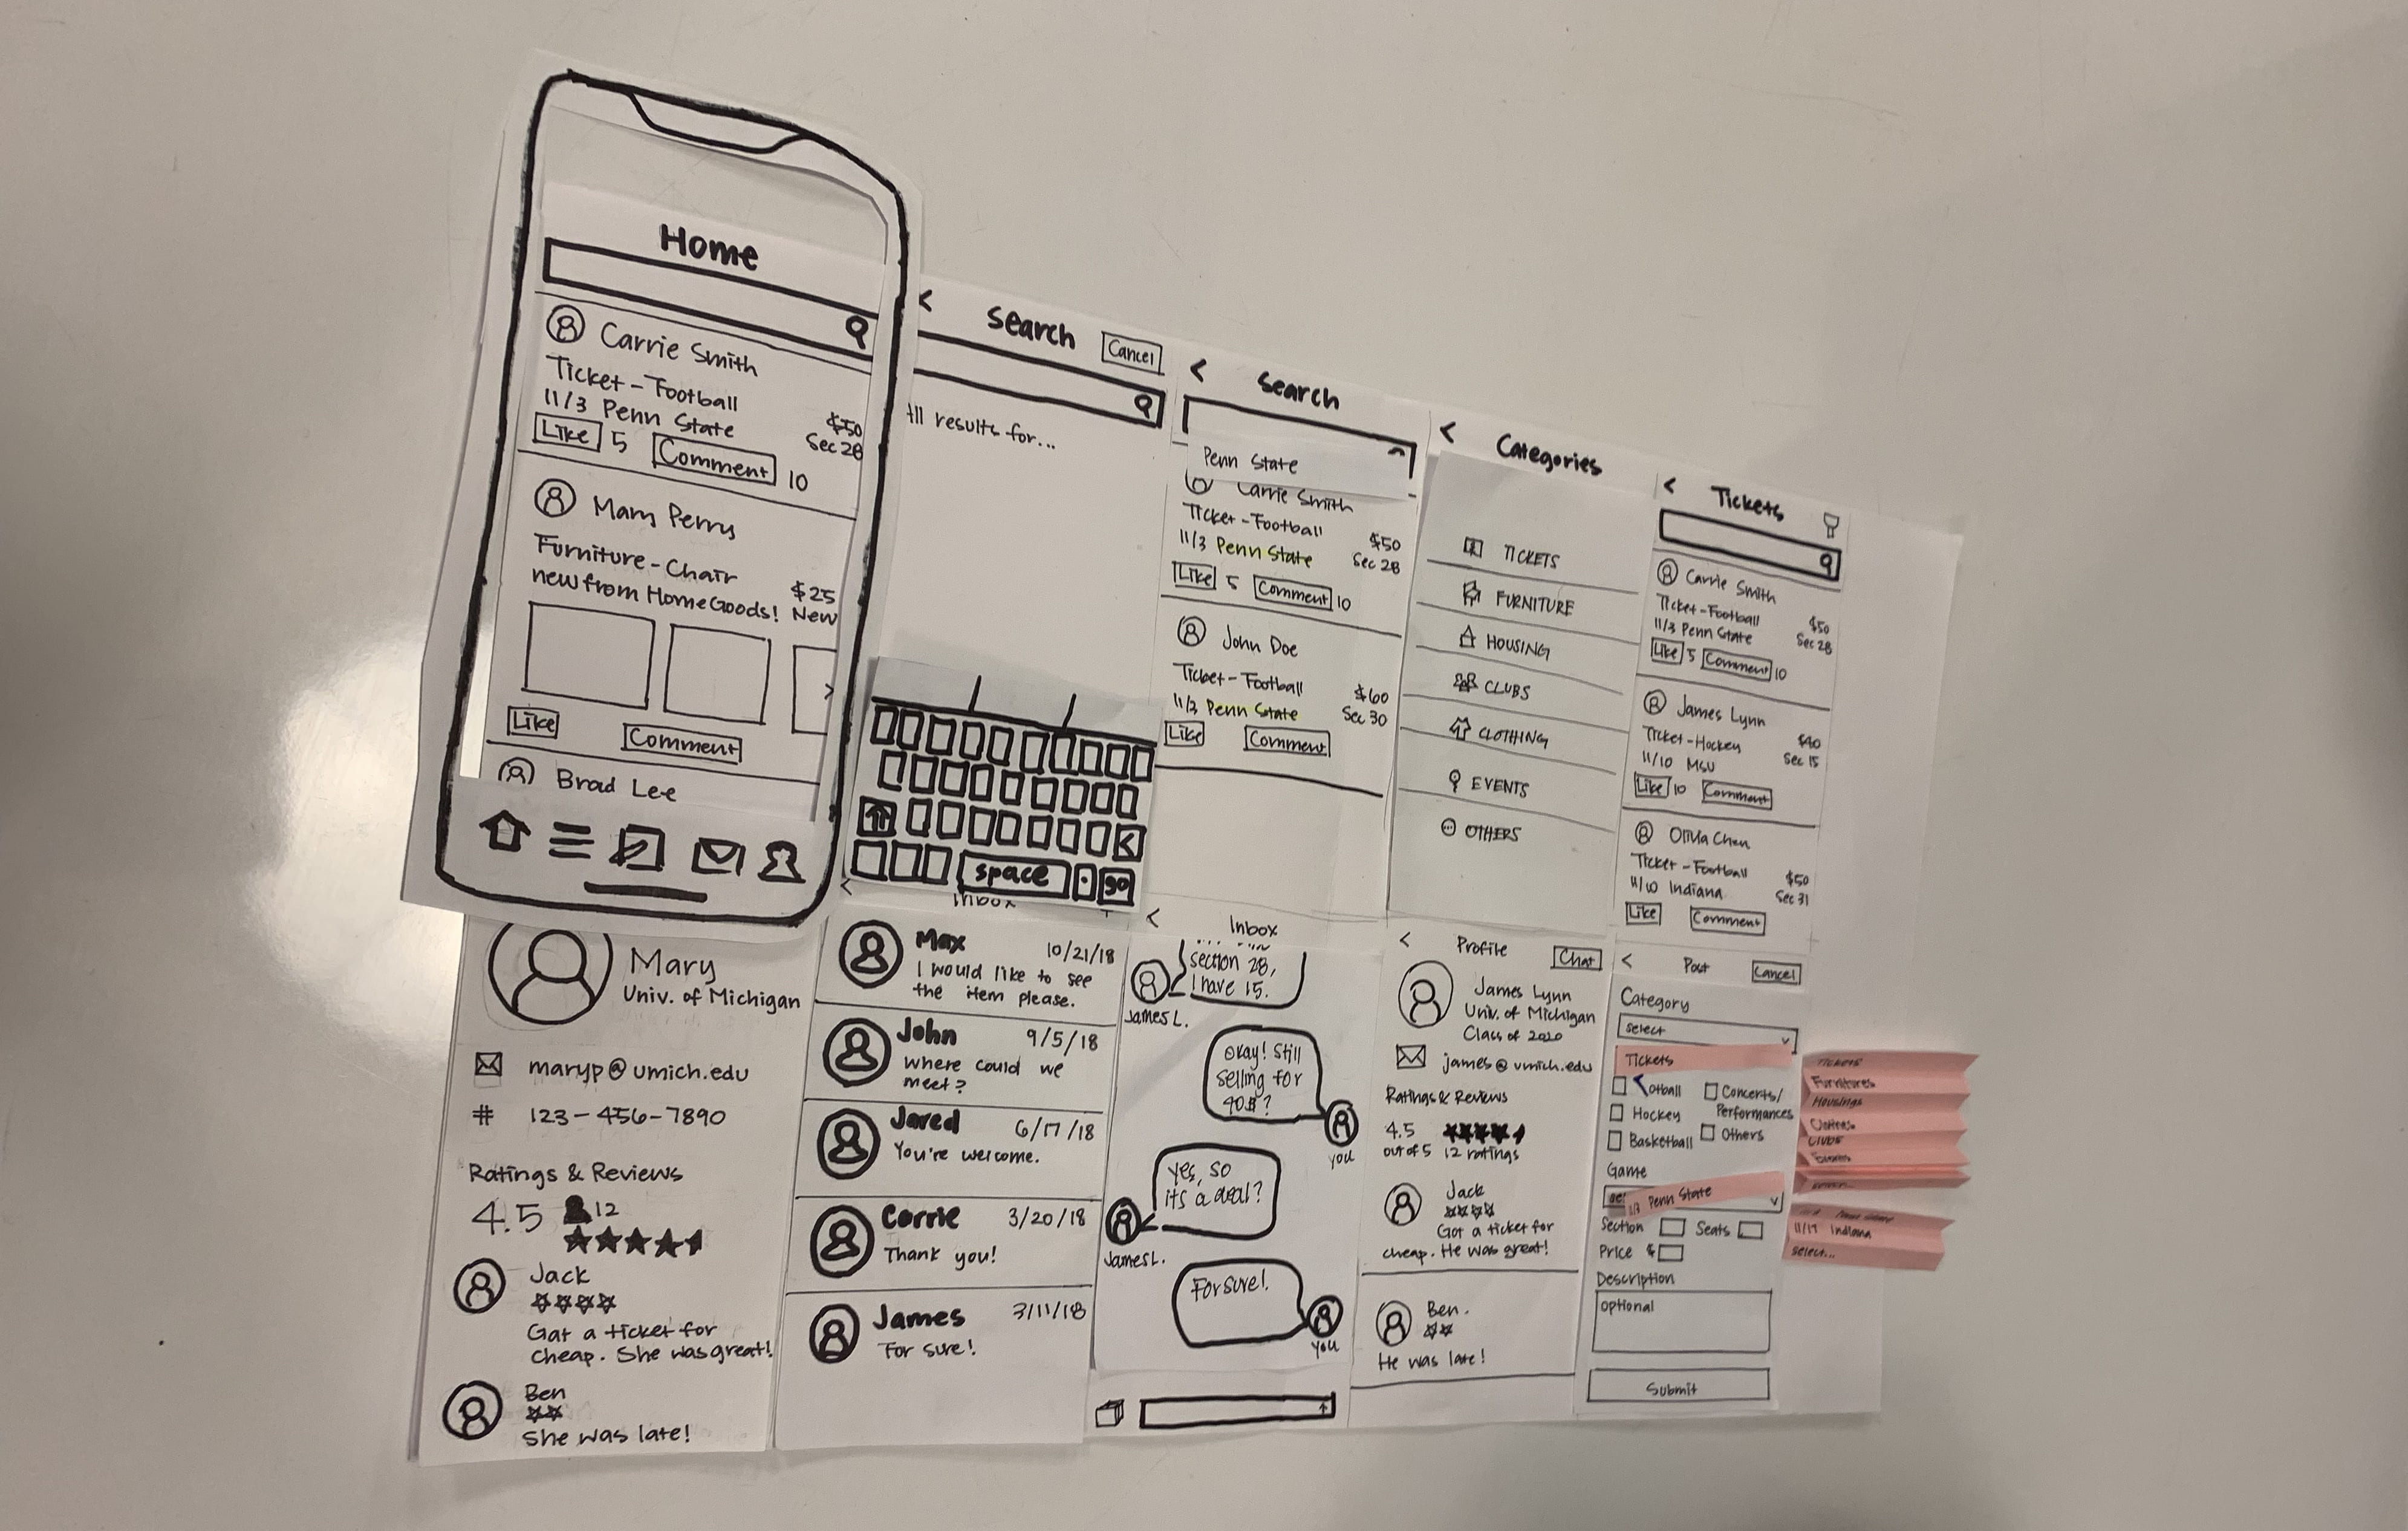 Home
Carrie Smith
Ticket - Football
11/3 Penn State
$50
Sec 28
Like 5 Comment 10
Mary Perry
Furniture - Chair
new from HomeGoods!
$25
New
>
Like Comment
Brad Lee
< Search Cancel
All results for...
space . go
< Search
Penn State
Carrie Smith
Ticket - Football $50
11/3 Penn State Sec 28
Like 5 Comment 10
John Doe
Ticket - Football $60
11/3 Penn State Sec 30
Like Comment
< Categories
TICKETS
FURNITURE
HOUSING
CLUBS
CLOTHING
EVENTS
OTHERS
< Tickets
Carrie Smith
Ticket - Football $50
11/3 Penn State Sec 28
Like 5 Comment 10
James Lynn
Ticket - Hockey $40
11/10 MSU Sec 15
Like 10 Comment
Olivia Chen
Ticket - Football $50
11/10 Indiana Sec 31
Like Comment
Mary
Univ. of Michigan
maryp@umich.edu
# 123-456-7890
Ratings & Reviews
4.5 12
Jack
Got a ticket for
cheap. She was great!
Ben
She was late!
< Inbox
Max 10/21/18
I would like to see
the item please.
John 9/5/18
Where could we
meet?
Jared 6/17/18
You're welcome.
Carrie 3/20/18
Thank you!
James 3/11/18
For sure!
< Inbox
section 28,
I have 15.
James L.
Okay! Still
selling for
40$?
you
Yes, so
it's a deal?
James L.
For sure!
you
< Profile Chat
James Lynn
Univ. of Michigan
Class of 2020
james@umich.edu
Ratings & Reviews
4.5
out of 5 12 ratings
Jack
Got a ticket for
cheap. He was great!
Ben.
He was late!
< Post Cancel
Category
select
Tickets
Football
Concerts/
Performances
Hockey
Basketball
Others
Game
Penn State
Section Seats
Price $
Description
optional
Submit
TICKETS
Furnitures
Housings
Clubs
11/17 Indiana
select...